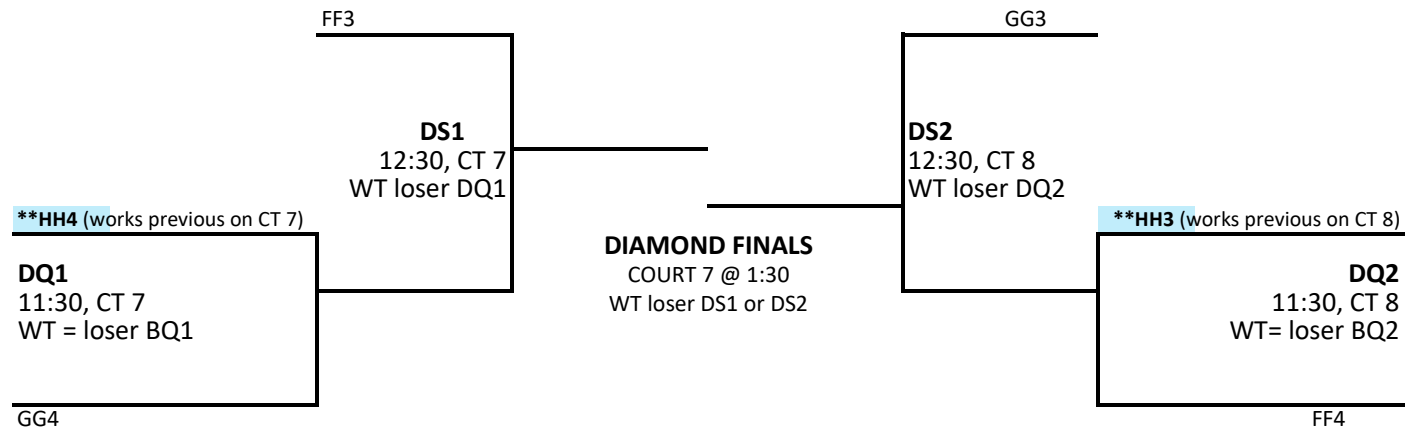 FF3
GG3
DS1
12:30, CT 7
WT loser DQ1
DS2
12:30, CT 8
WT loser DQ2
**HH4 (works previous on CT 7)
**HH3 (works previous on CT 8)
DIAMOND FINALS
COURT 7 @ 1:30
WT loser DS1 or DS2
DQ1
11:30, CT 7
WT = loser BQ1
DQ2
11:30, CT 8
WT= loser BQ2
GG4
FF4